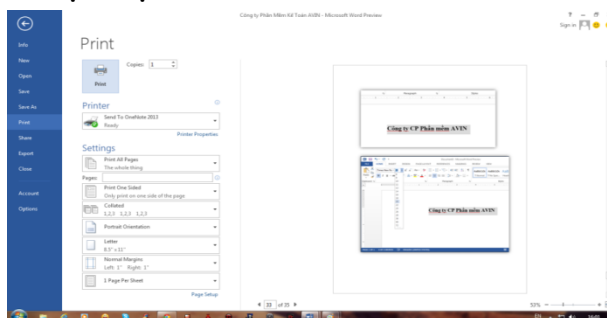 Công ty Phần Mềm Kế Toán AVIN - Microsoft Word Preview
Sign in
Info
New
Open
Save
Save As
Print
Share
Export
Close
Account
Options
Print
Copies: 1
Print
Printer
Send To OneNote 2013
Ready
Printer Properties
Settings
Print All Pages
The whole thing
Pages:
Print One Sided
Only print on one side of the page
Collated
1,2,3 1,2,3 1,2,3
Portrait Orientation
Letter
8.5" x 11"
Normal Margins
Left: 1" Right: 1"
1 Page Per Sheet
Page Setup
Công ty CP Phần mềm AVIN
Công ty CP Phần mềm AVIN
33 of 35